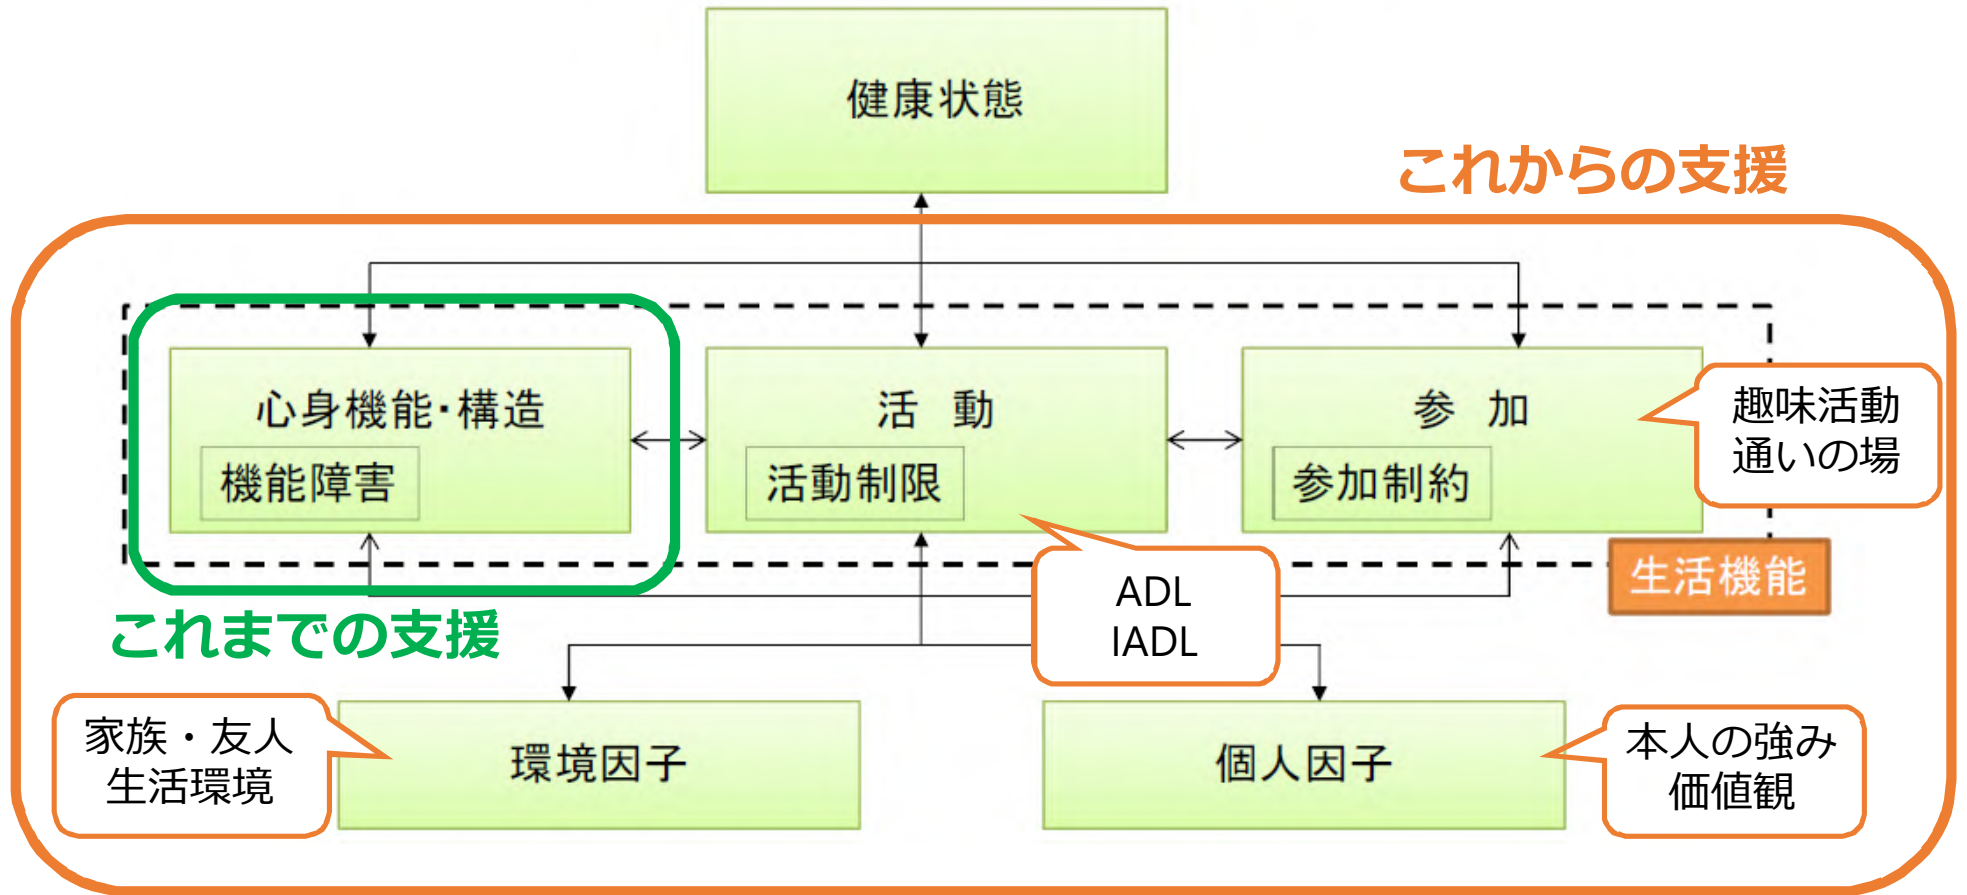 健康状態
これからの支援
心身機能・構造
機能障害
活 動
活動制限
参 加
参加制約
趣味活動
通いの場
生活機能
ADL
IADL
これまでの支援
家族・友人
生活環境
環境因子
個人因子
本人の強み
価値観